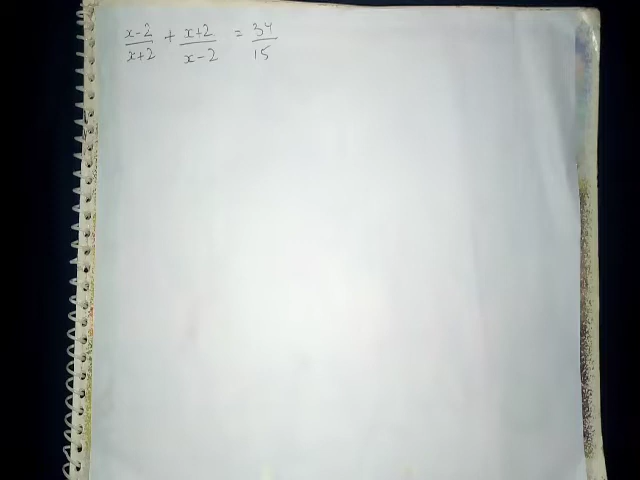 x-2/x+2 + x+2/x-2 = 34/15